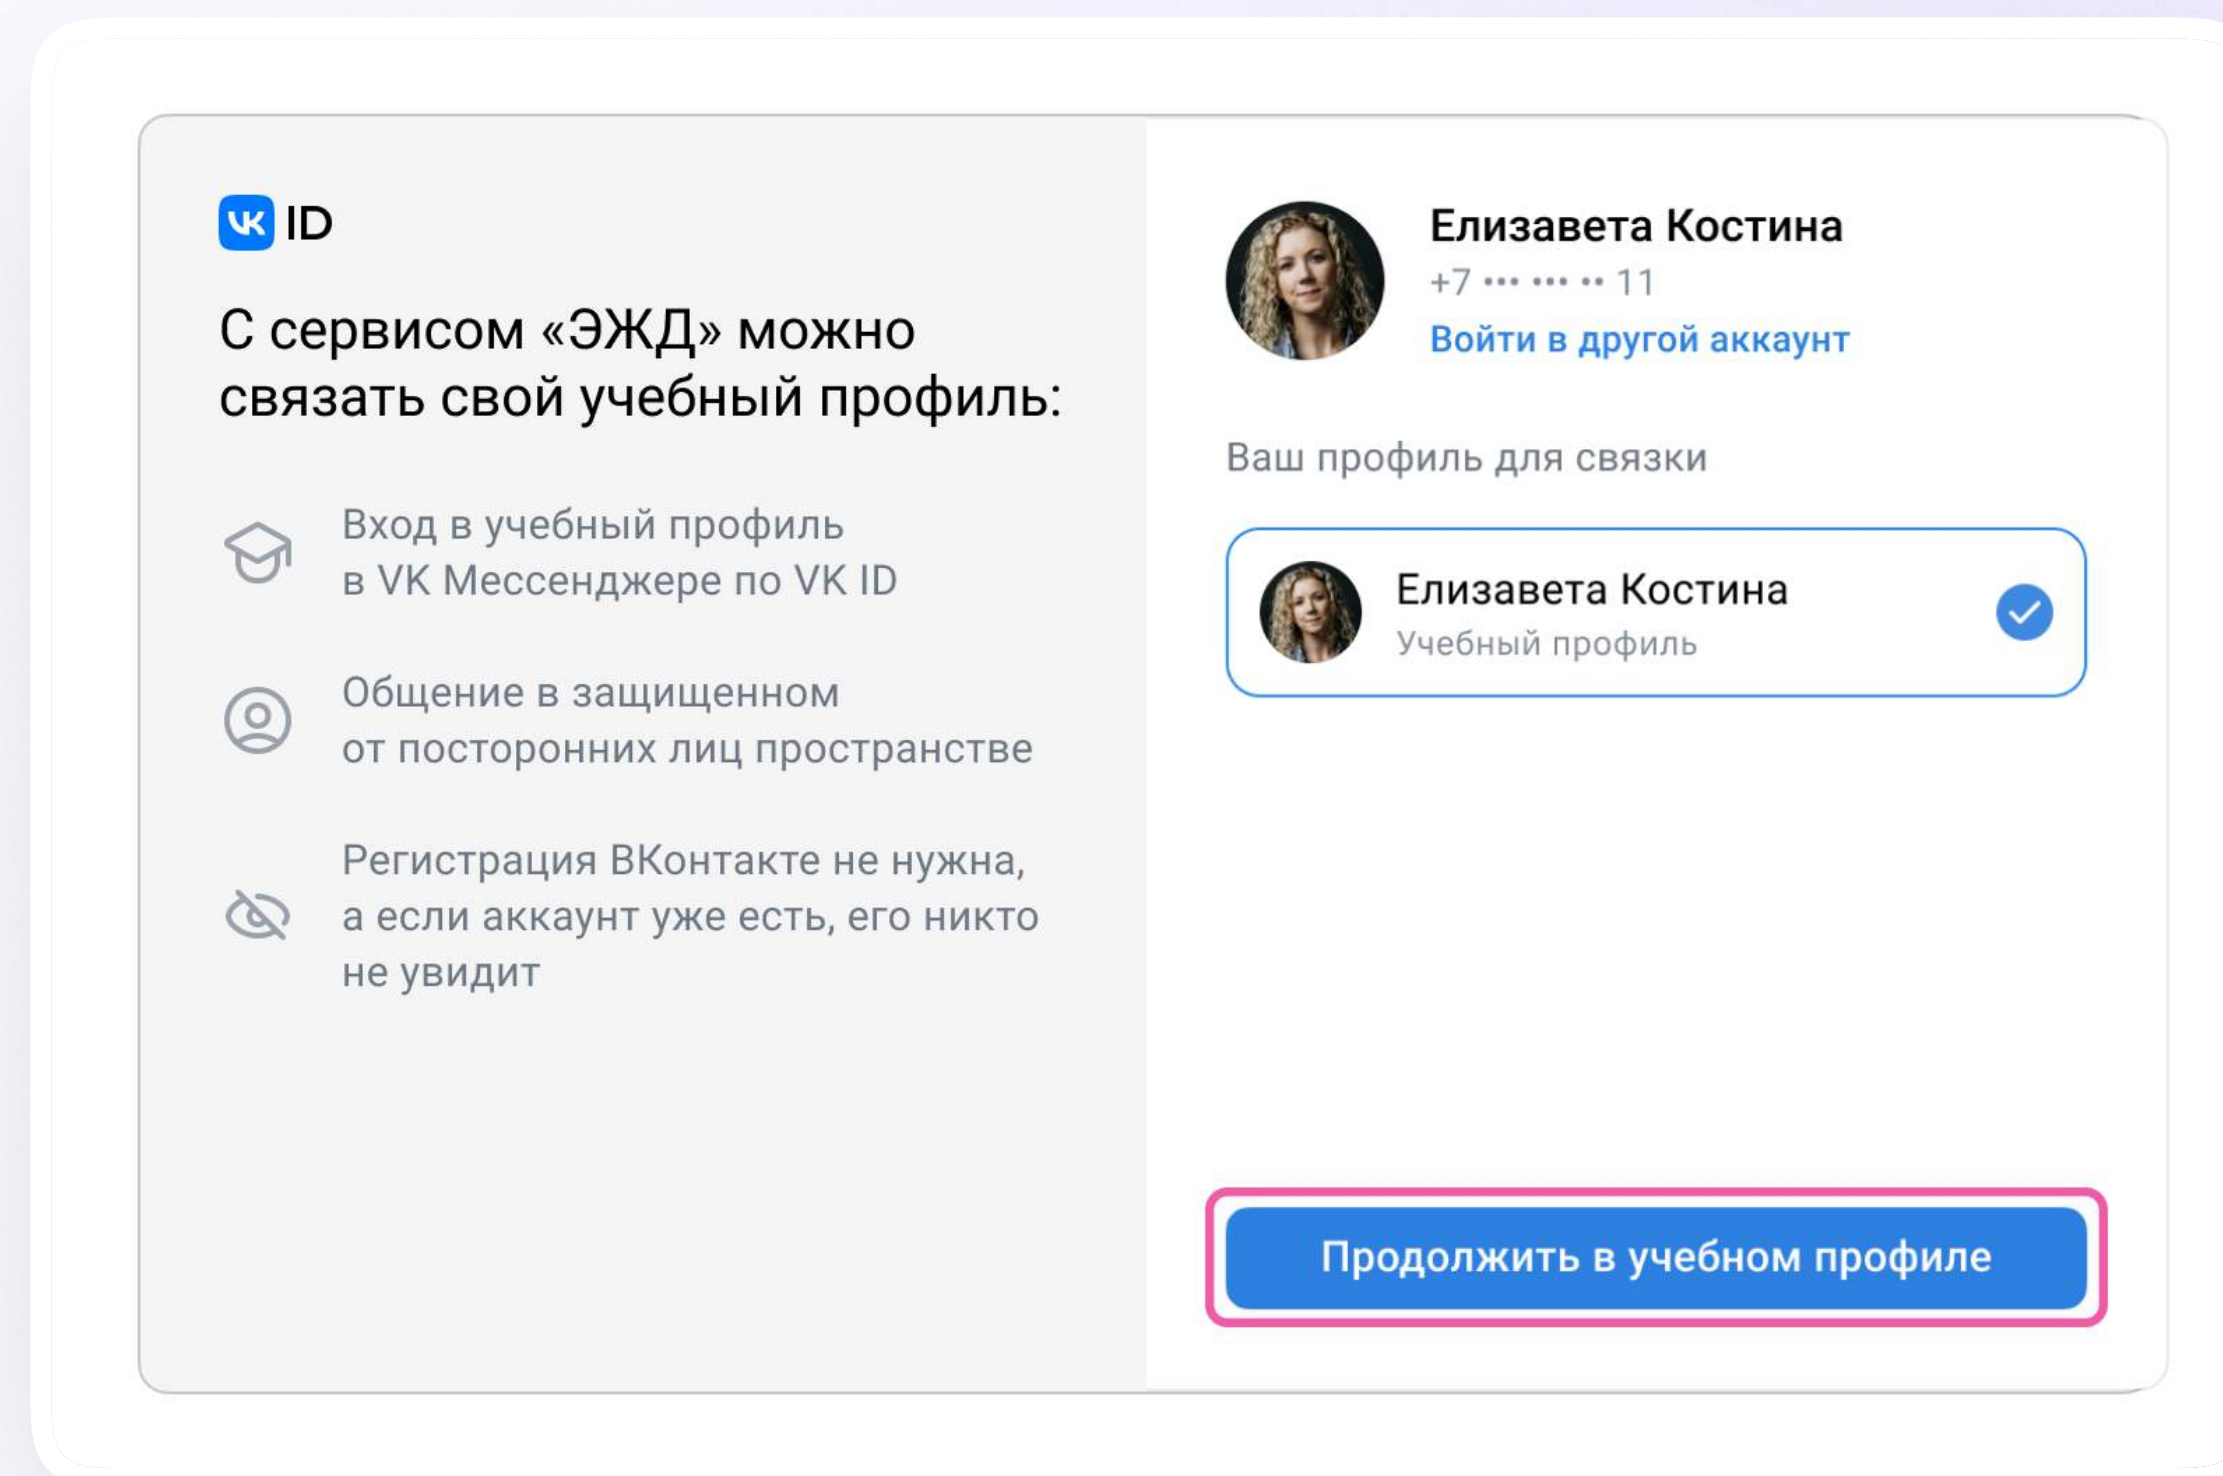 VK ID
С сервисом «ЭЖД» можно
связать свой учебный профиль:
Вход в учебный профиль
в VK Мессенджере по VK ID
Общение в защищенном
от посторонних лиц пространстве
Регистрация ВКонтакте не нужна,
а если аккаунт уже есть, его никто
не увидит
Елизавета Костина
+7 ••• ••• •• 11
Войти в другой аккаунт
Ваш профиль для связки
Елизавета Костина
Учебный профиль
Продолжить в учебном профиле